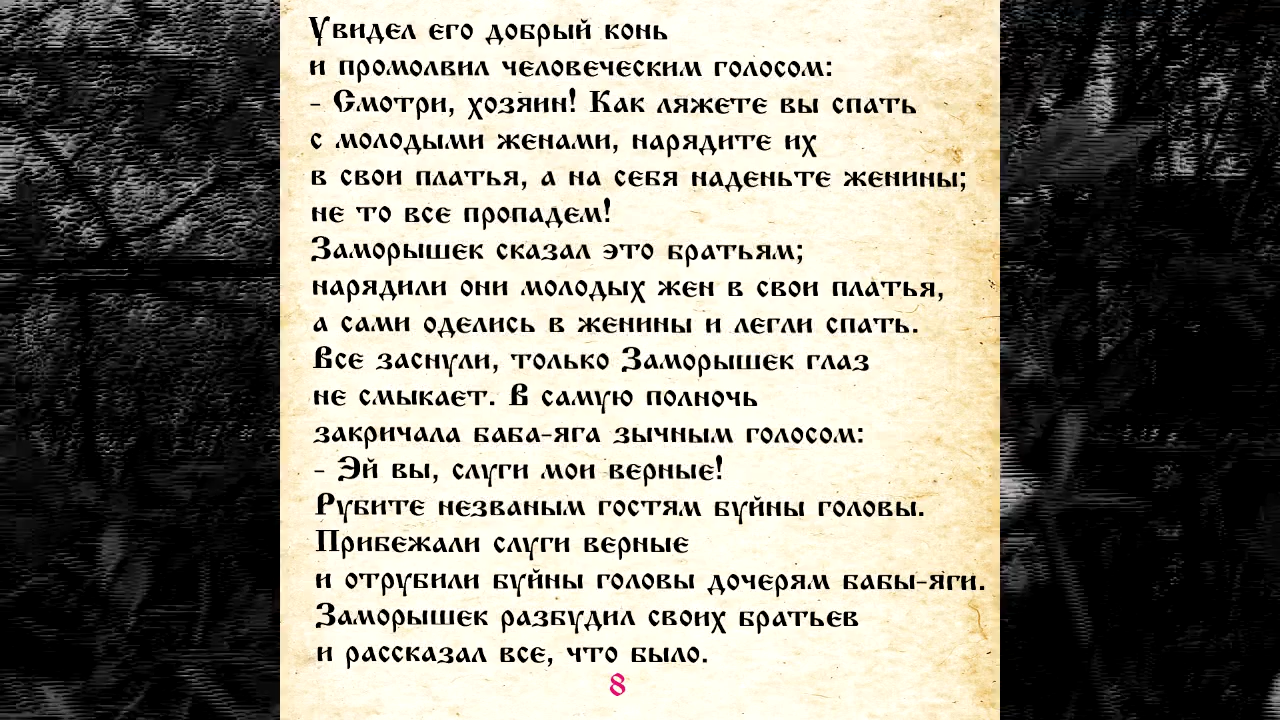 Увидел его добрый конь
и промолвил человеческим голосом:
- Смотри, хозяин! Как ляжете вы спать
с молодыми женами, нарядите их
в свои платья, а на себя наденьте женины;
не то все пропадем!
Заморышек сказал это братьям;
нарядили они молодых жен в свои платья,
а сами оделись в женины и легли спать.
Все заснули, только Заморышек глаз
не смыкает. В самую полночь
закричала баба-яга зычным голосом:
- Эй вы, слуги мои верные!
Рубите незваным гостям буйны головы.
Прибежали слуги верные
и отрубили буйны головы дочерям бабы-яги.
Заморышек разбудил своих братьев
и рассказал все, что было.
8